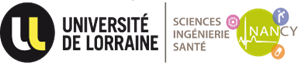 UNIVERSITÉ
DE LORRAINE
SCIENCES
INGÉNIERIE
SANTÉ
NANCY